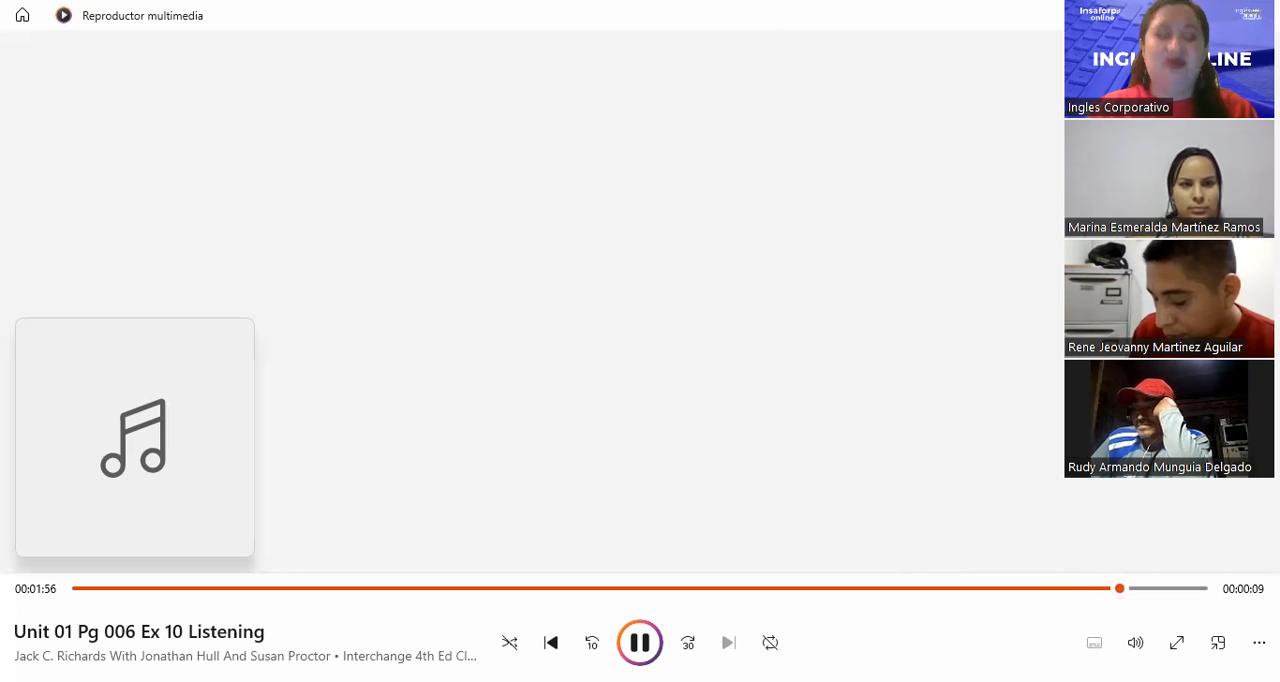 Reproductor multimedia
Insaforp
online
INGL LINE
Ingles Corporativo
Marina Esmeralda Martínez Ramos
Rene Jeovanny Martinez Aguilar
Rudy Armando Munguia Delgado
00:01:56
00:00:09
Unit 01 Pg 006 Ex 10 Listening
Jack C. Richards With Jonathan Hull And Susan Proctor • Interchange 4th Ed Cl...
10
30